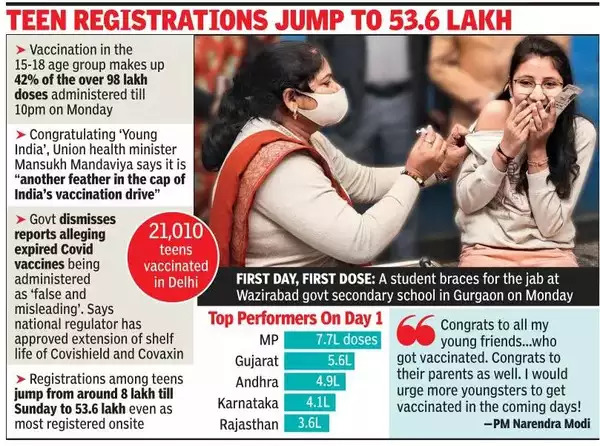 TEEN REGISTRATIONS JUMP TO 53.6 LAKH
➤ Vaccination in the
15-18 age group makes up
42% of the over 98 lakh
doses administered till
10pm on Monday
➤ Congratulating ‘Young
India’, Union health minister
Mansukh Mandaviya says it is
“another feather in the cap of
India’s vaccination drive”
➤ Govt dismisses
reports alleging
expired Covid
vaccines being
administered
as ‘false and
misleading’. Says
national regulator has
approved extension of shelf
life of Covishield and Covaxin
➤ Registrations among teens
jump from around 8 lakh till
Sunday to 53.6 lakh even as
most registered onsite
21,010
teens
vaccinated
in Delhi
FIRST DAY, FIRST DOSE: A student braces for the jab at
Wazirabad govt secondary school in Gurgaon on Monday
Top Performers On Day 1
MP 7.7L doses
Gujarat 5.6L
Andhra 4.9L
Karnataka 4.1L
Rajasthan 3.6L
“Congrats to all my
young friends...who
got vaccinated. Congrats to
their parents as well. I would
urge more youngsters to get
vaccinated in the coming days!
—PM Narendra Modi